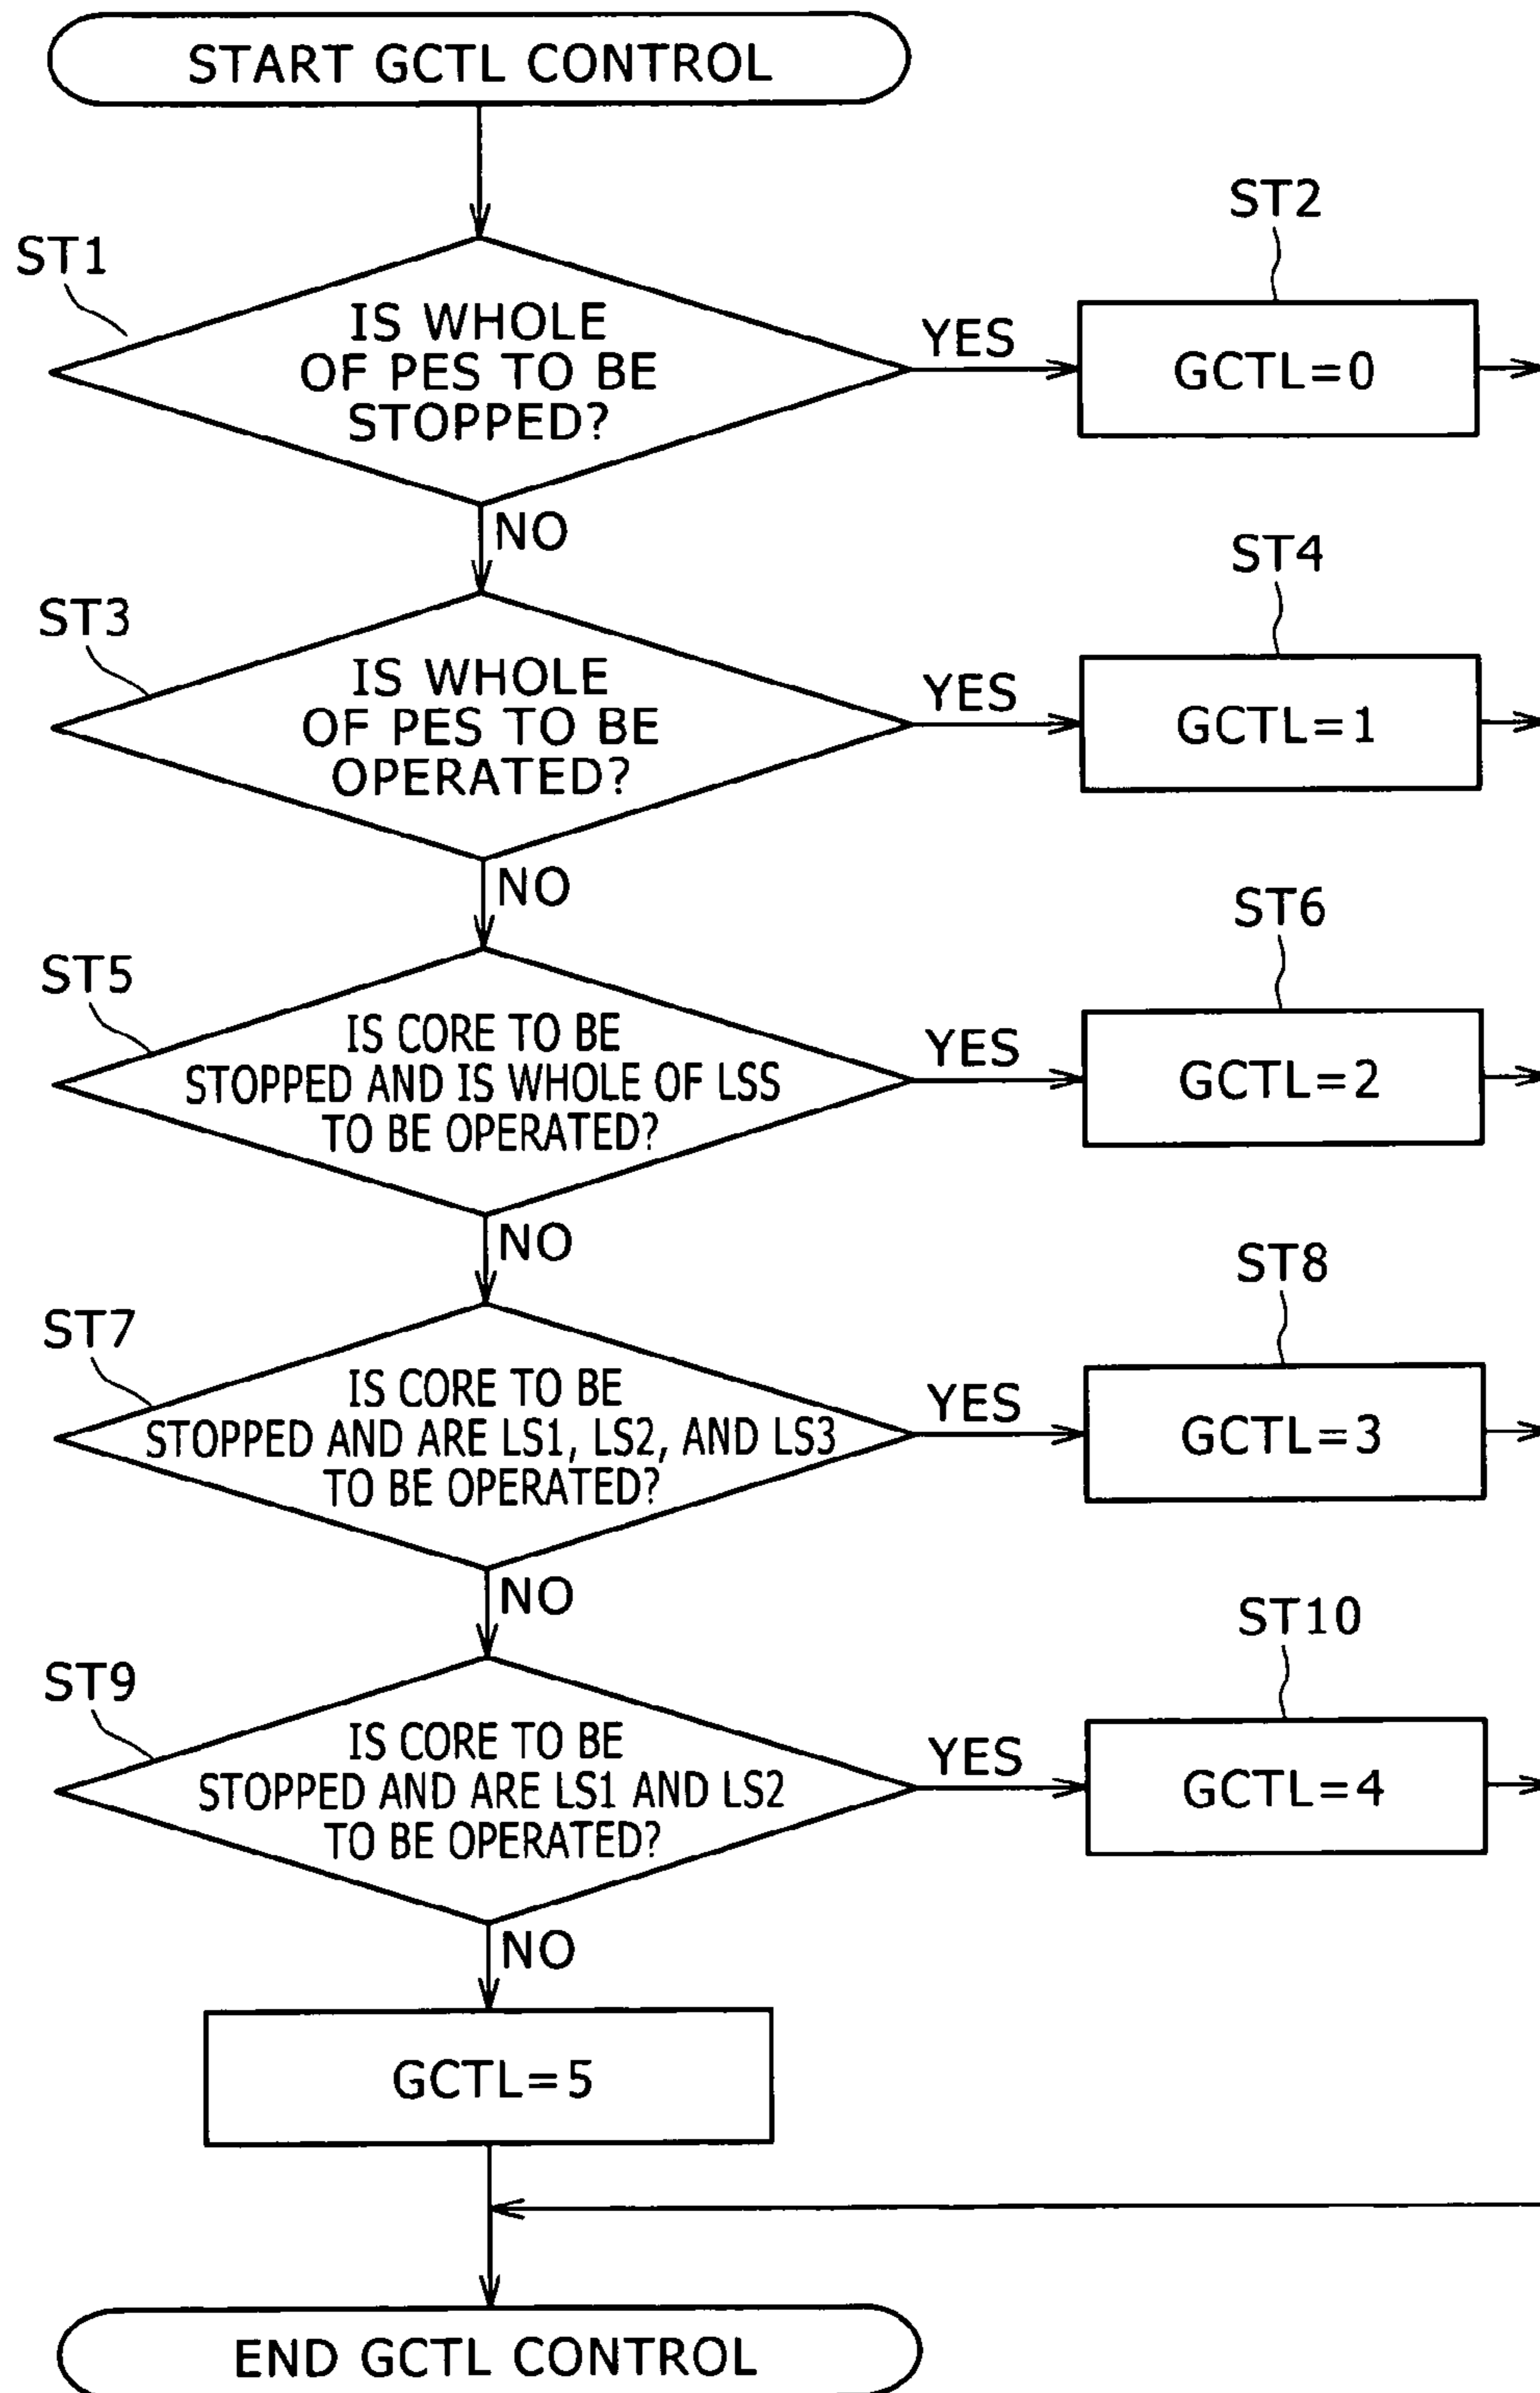 START GCTL CONTROL
ST1
IS WHOLE
OF PES TO BE
STOPPED?
YES
ST2
GCTL=0
NO
ST3
IS WHOLE
OF PES TO BE
OPERATED?
YES
ST4
GCTL=1
NO
ST5
IS CORE TO BE
STOPPED AND IS WHOLE OF LSS
TO BE OPERATED?
YES
ST6
GCTL=2
NO
ST7
IS CORE TO BE
STOPPED AND ARE LS1, LS2, AND LS3
TO BE OPERATED?
YES
ST8
GCTL=3
NO
ST9
IS CORE TO BE
STOPPED AND ARE LS1 AND LS2
TO BE OPERATED?
YES
ST10
GCTL=4
NO
GCTL=5
END GCTL CONTROL